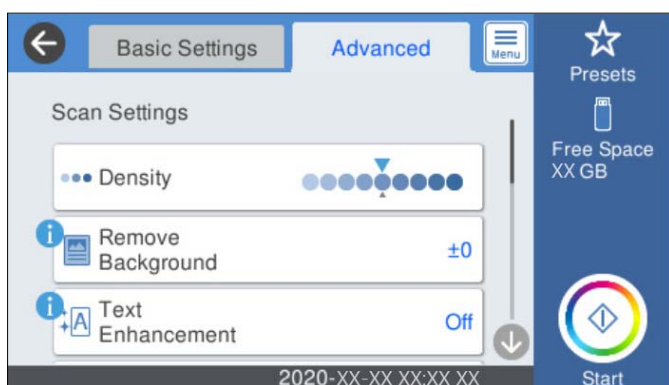 Basic Settings
Advanced
Menu
Presets
Free Space
XX GB
Scan Settings
Density
Remove
Background
±0
Text
Enhancement
Off
A
2020-XX-XX XX:XX XX
Start